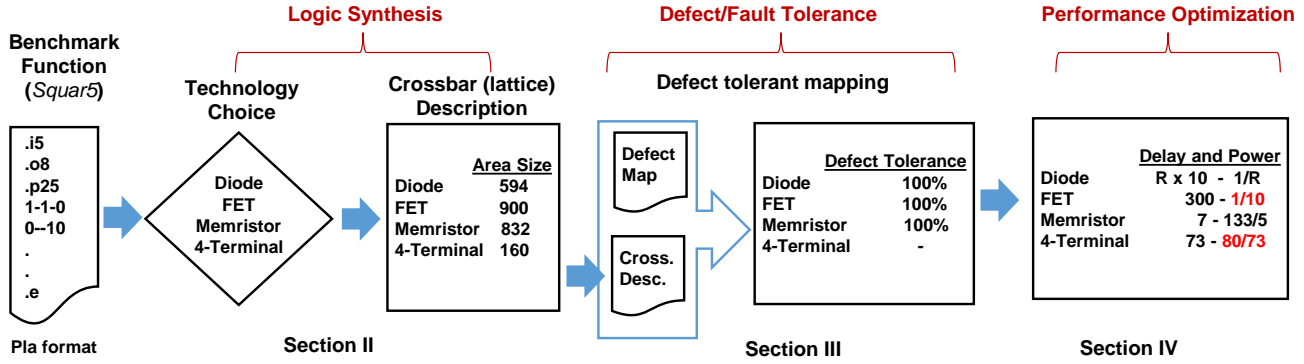 Logic Synthesis
Defect/Fault Tolerance
Performance Optimization
Benchmark
Function
(Squar5)
.i5
.o8
.p25
1-1-0
0--10
.
.
.e
Pla format
Technology
Choice
Diode
FET
Memristor
4-Terminal
Crossbar (lattice)
Description
Area Size
Diode 594
FET 900
Memristor 832
4-Terminal 160
Section II
Defect tolerant mapping
Defect
Map
Cross.
Desc.
Defect Tolerance
Diode 100%
FET 100%
Memristor 100%
4-Terminal -
Section III
Delay and Power
Diode R x 10 - 1/R
FET 300 - 1/10
Memristor 7 - 133/5
4-Terminal 73 - 80/73
Section IV